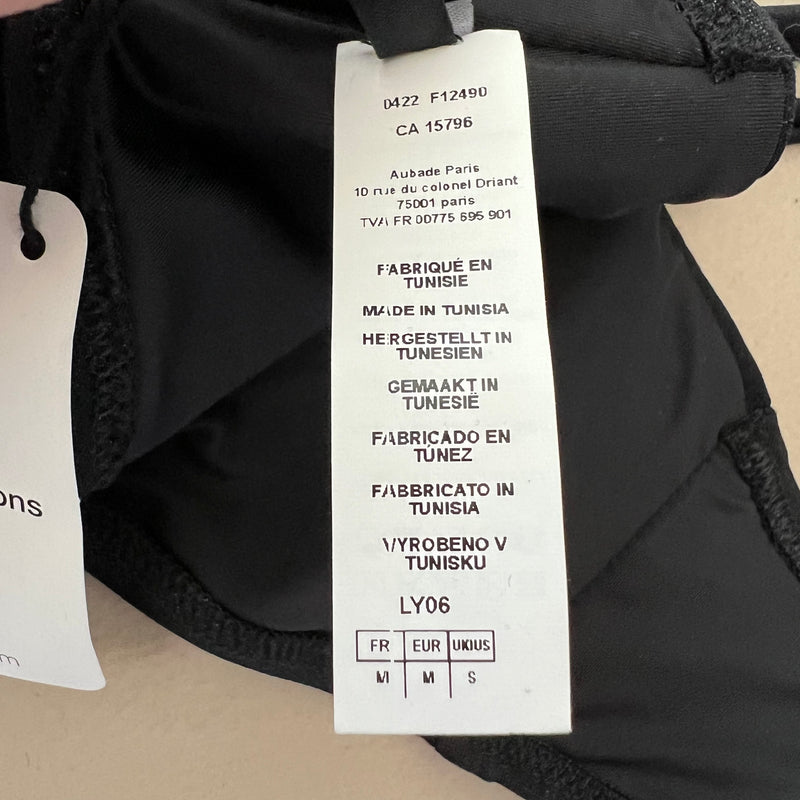 0422 F12490
CA 15796
Aubade Paris
10 rue du colonel Driant
75001 paris
TVA FR 00775 695 901
FABRIQUÉ EN
TUNISIE
MADE IN TUNISIA
HERGESTELLT IN
TUNESIEN
GEMAAKT IN
TUNESIË
FABRICADO EN
TÚNEZ
FABBRICATO IN
TUNISIA
VYROBENO V
TUNISKU
LY06
FR EUR UK/US
M M S
ons
m